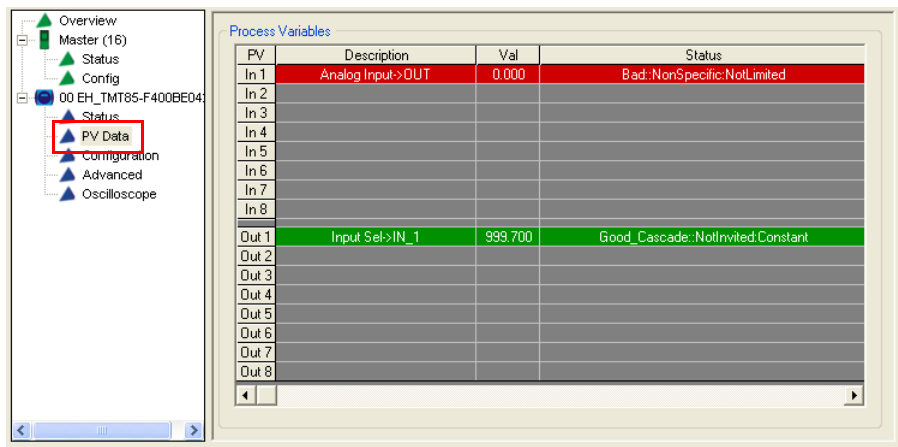 Overview
Master (16)
Status
Config
00 EH_TMT85-F400BE04
Status
PV Data
Configuration
Advanced
Oscilloscope
Process Variables
PV Description Val Status
In 1 Analog Input->OUT 0.000 Bad::NonSpecific:NotLimited
In 2
In 3
In 4
In 5
In 6
In 7
In 8
Out 1 Input Sel->IN_1 999.700 Good_Cascade::NotInvited:Constant
Out 2
Out 3
Out 4
Out 5
Out 6
Out 7
Out 8